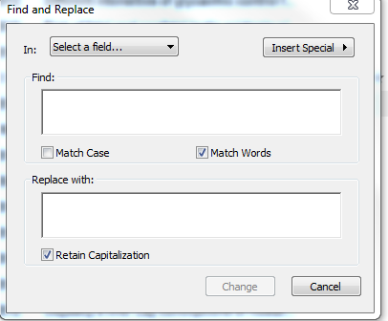 Find and Replace
In: Select a field... Insert Special
Find:
Match Case Match Words
Replace with:
Retain Capitalization
Change Cancel